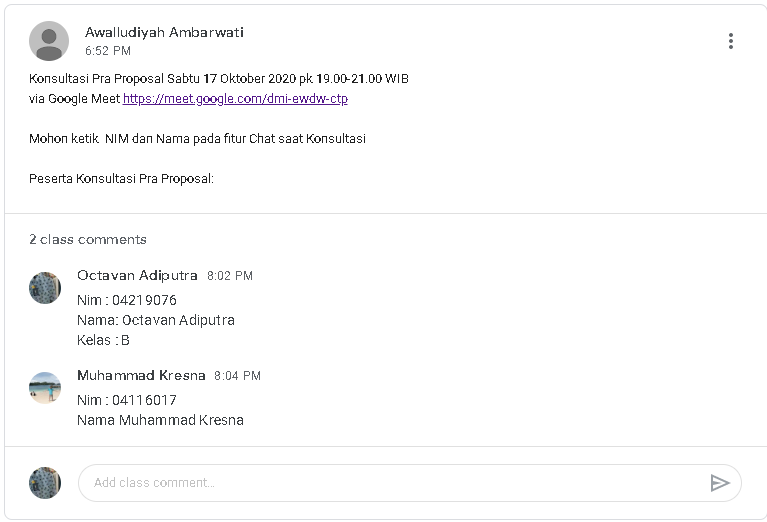 Awalludiyah Ambarwati
6:52 PM
Konsultasi Pra Proposal Sabtu 17 Oktober 2020 pk 19.00-21.00 WIB
via Google Meet https://meet.google.com/dmi-ewdw-ctp
Mohon ketik NIM dan Nama pada fitur Chat saat Konsultasi
Peserta Konsultasi Pra Proposal:
2 class comments
Octavan Adiputra 8:02 PM
Nim : 04219076
Nama: Octavan Adiputra
Kelas : B
Muhammad Kresna 8:04 PM
Nim : 04116017
Nama Muhammad Kresna
Add class comment...